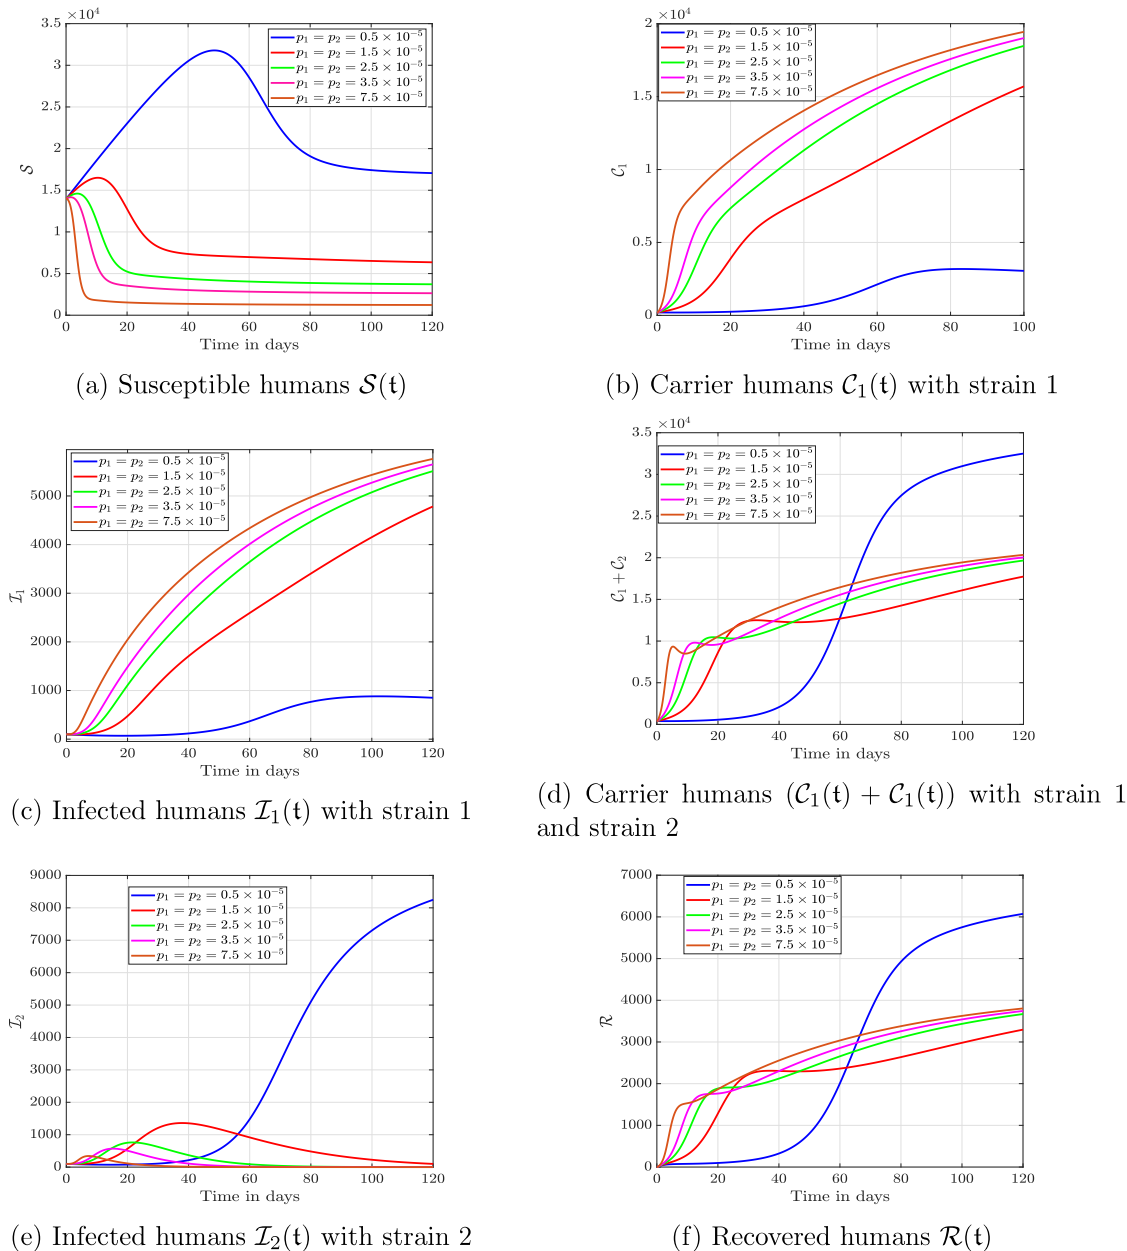 ×10⁴
3.5
3
2.5
2
1.5
1
0.5
0
S
p₁ = p₂ = 0.5 × 10⁻⁵
p₁ = p₂ = 1.5 × 10⁻⁵
p₁ = p₂ = 2.5 × 10⁻⁵
p₁ = p₂ = 3.5 × 10⁻⁵
p₁ = p₂ = 7.5 × 10⁻⁵
0 20 40 60 80 100 120
Time in days
(a) Susceptible humans 𝒮(𝔱)
×10⁴
2
1.5
1
0.5
0
C₁
p₁ = p₂ = 0.5 × 10⁻⁵
p₁ = p₂ = 1.5 × 10⁻⁵
p₁ = p₂ = 2.5 × 10⁻⁵
p₁ = p₂ = 3.5 × 10⁻⁵
p₁ = p₂ = 7.5 × 10⁻⁵
0 20 40 60 80 100
Time in days
(b) Carrier humans 𝒞₁(𝔱) with strain 1
5000
4000
3000
2000
1000
0
I₁
p₁ = p₂ = 0.5 × 10⁻⁵
p₁ = p₂ = 1.5 × 10⁻⁵
p₁ = p₂ = 2.5 × 10⁻⁵
p₁ = p₂ = 3.5 × 10⁻⁵
p₁ = p₂ = 7.5 × 10⁻⁵
0 20 40 60 80 100 120
Time in days
(c) Infected humans ℐ₁(𝔱) with strain 1
×10⁴
3.5
3
2.5
2
1.5
1
0.5
0
C₁ + C₂
p₁ = p₂ = 0.5 × 10⁻⁵
p₁ = p₂ = 1.5 × 10⁻⁵
p₁ = p₂ = 2.5 × 10⁻⁵
p₁ = p₂ = 3.5 × 10⁻⁵
p₁ = p₂ = 7.5 × 10⁻⁵
0 20 40 60 80 100 120
Time in days
(d) Carrier humans (𝒞₁(𝔱) + 𝒞₁(𝔱)) with strain 1
and strain 2
9000
8000
7000
6000
5000
4000
3000
2000
1000
0
I₂
p₁ = p₂ = 0.5 × 10⁻⁵
p₁ = p₂ = 1.5 × 10⁻⁵
p₁ = p₂ = 2.5 × 10⁻⁵
p₁ = p₂ = 3.5 × 10⁻⁵
p₁ = p₂ = 7.5 × 10⁻⁵
0 20 40 60 80 100 120
Time in days
(e) Infected humans ℐ₂(𝔱) with strain 2
7000
6000
5000
4000
3000
2000
1000
0
R
p₁ = p₂ = 0.5 × 10⁻⁵
p₁ = p₂ = 1.5 × 10⁻⁵
p₁ = p₂ = 2.5 × 10⁻⁵
p₁ = p₂ = 3.5 × 10⁻⁵
p₁ = p₂ = 7.5 × 10⁻⁵
0 20 40 60 80 100 120
Time in days
(f) Recovered humans ℛ(𝔱)